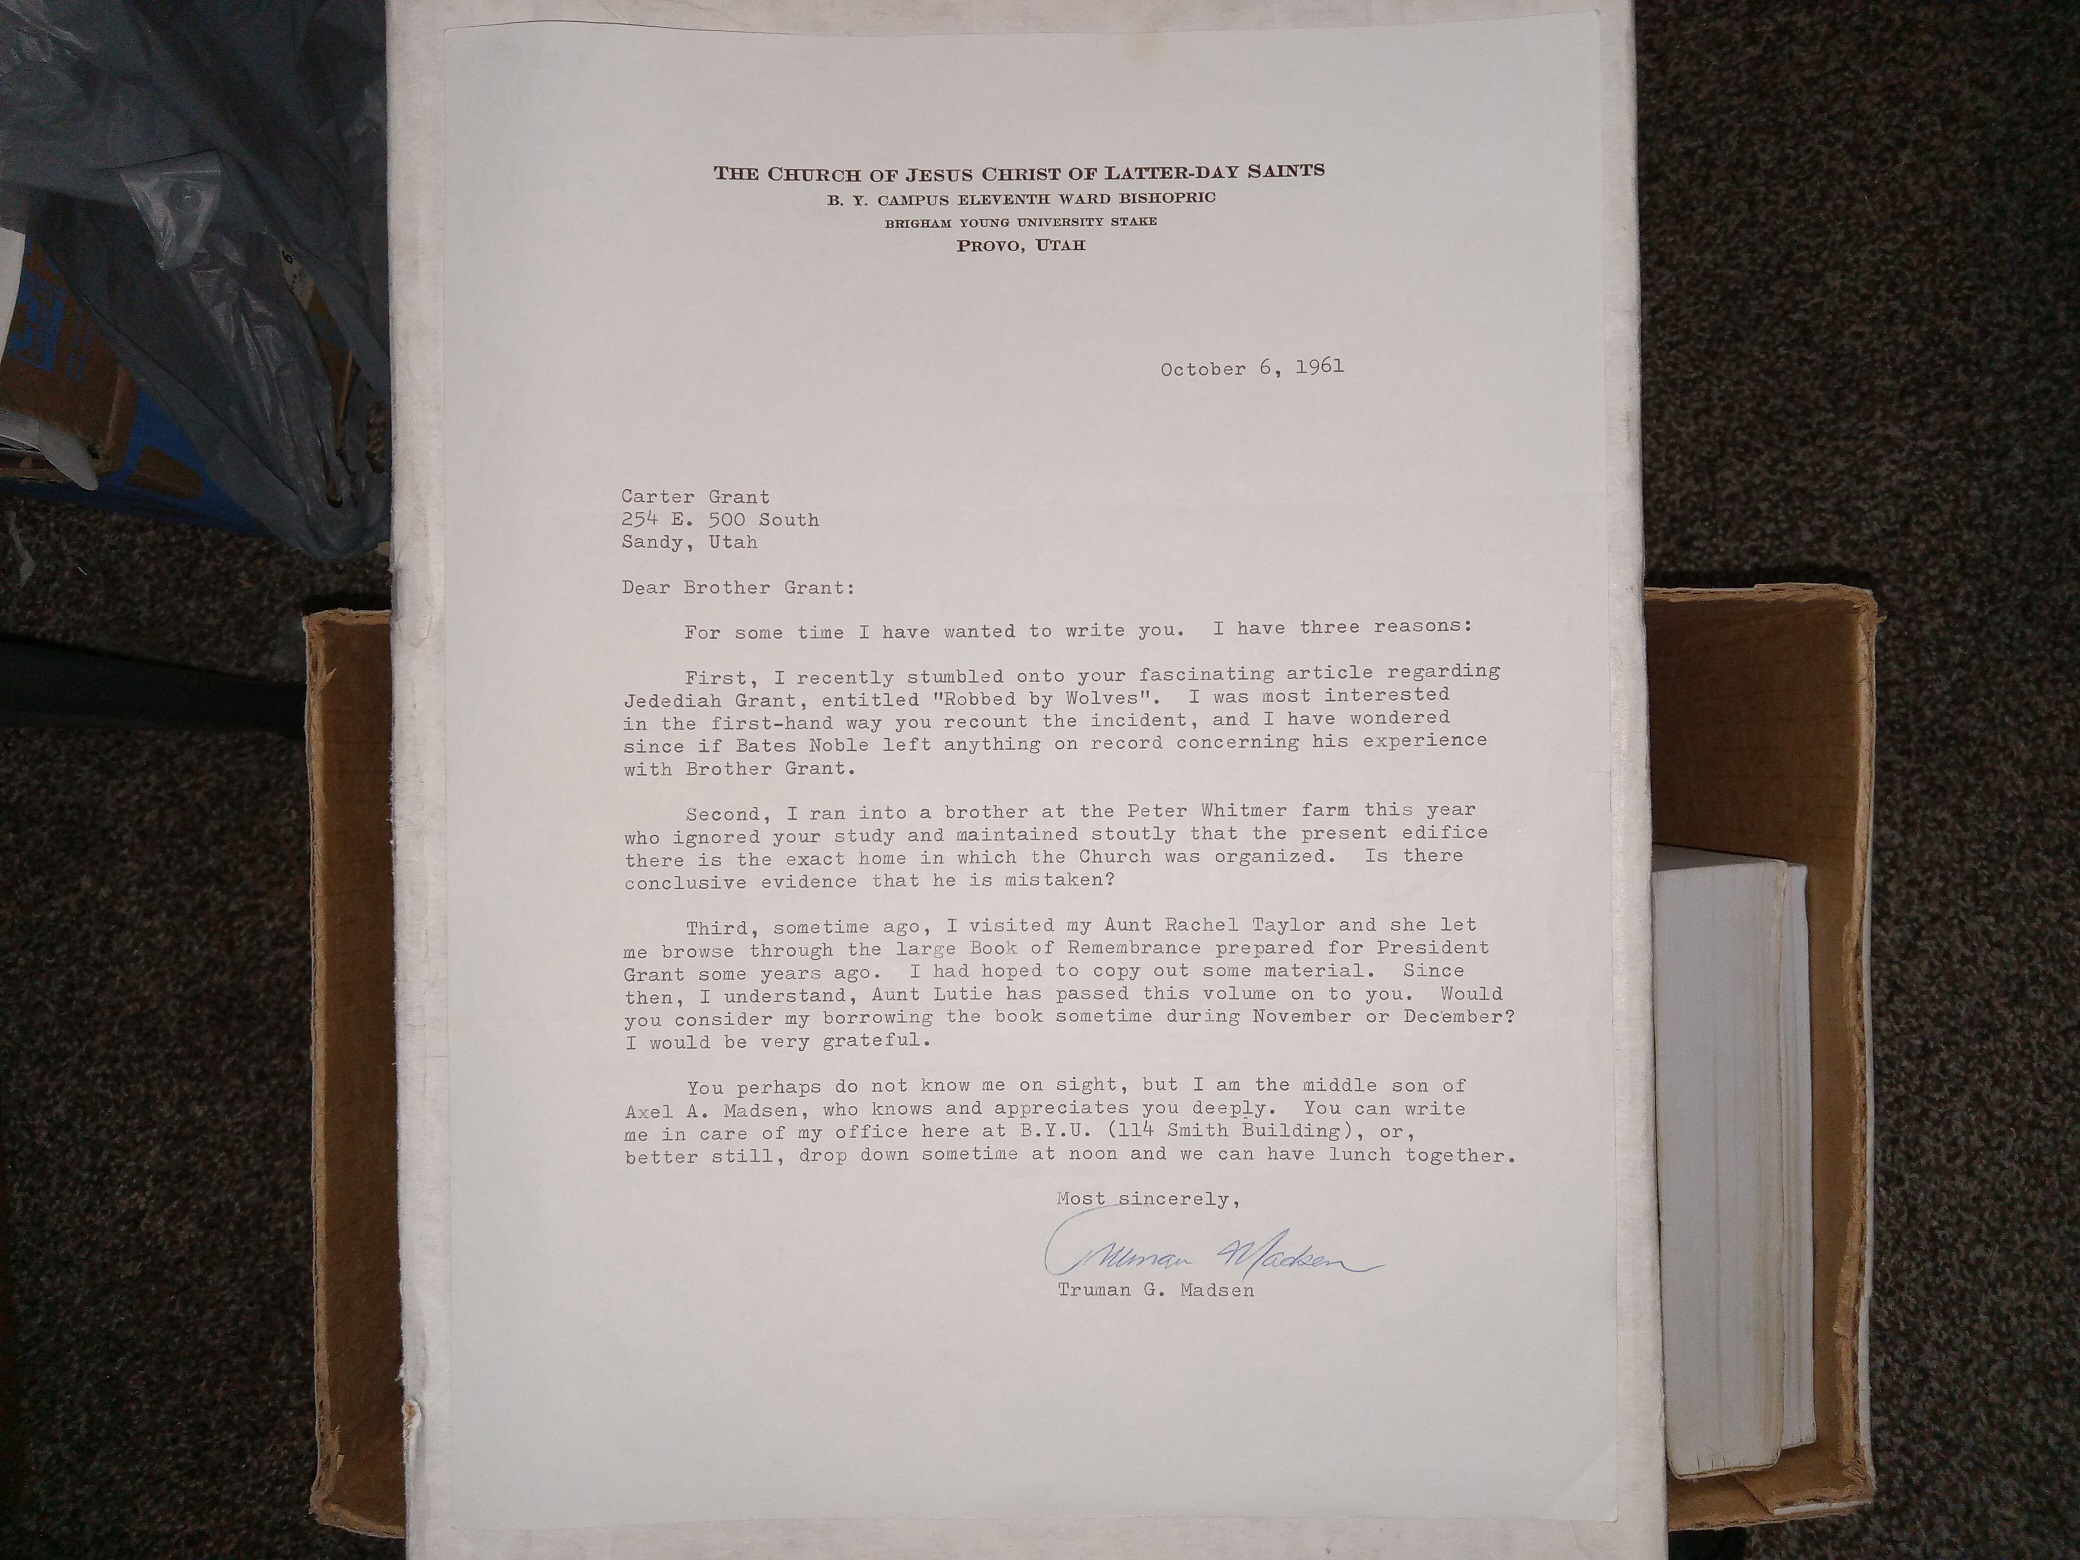 THE CHURCH OF JESUS CHRIST OF LATTER-DAY SAINTS
B. Y. CAMPUS ELEVENTH WARD BISHOPRIC
BRIGHAM YOUNG UNIVERSITY STAKE
PROVO, UTAH
October 6, 1961
Carter Grant
254 E. 500 South
Sandy, Utah
Dear Brother Grant:
For some time I have wanted to write you. I have three reasons:
First, I recently stumbled onto your fascinating article regarding
Jedediah Grant, entitled "Robbed by Wolves". I was most interested
in the first-hand way you recount the incident, and I have wondered
since if Bates Noble left anything on record concerning his experience
with Brother Grant.
Second, I ran into a brother at the Peter Whitmer farm this year
who ignored your study and maintained stoutly that the present edifice
there is the exact home in which the Church was organized. Is there
conclusive evidence that he is mistaken?
Third, sometime ago, I visited my Aunt Rachel Taylor and she let
me browse through the large Book of Remembrance prepared for President
Grant some years ago. I had hoped to copy out some material. Since
then, I understand, Aunt Lutie has passed this volume on to you. Would
you consider my borrowing the book sometime during November or December?
I would be very grateful.
You perhaps do not know me on sight, but I am the middle son of
Axel A. Madsen, who knows and appreciates you deeply. You can write
me in care of my office here at B.Y.U. (114 Smith Building), or,
better still, drop down sometime at noon and we can have lunch together.
Most sincerely,
Truman Madsen
Truman G. Madsen